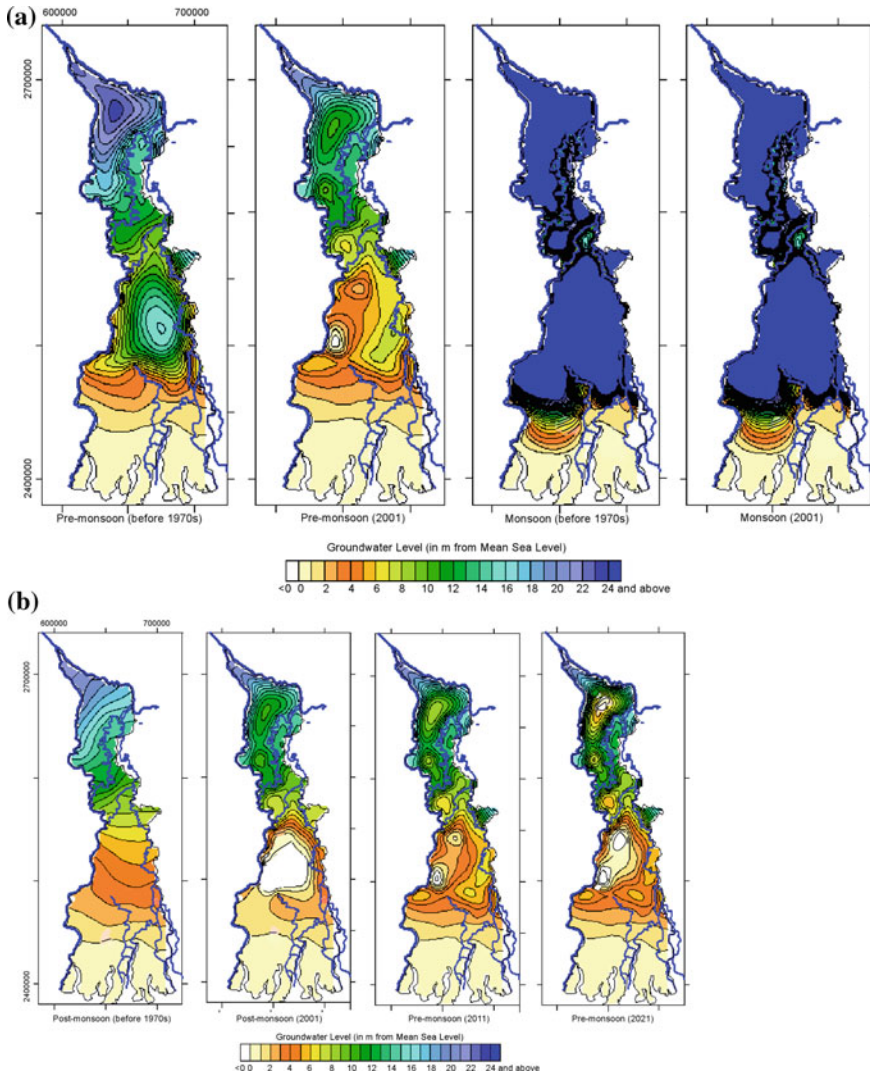 (a)
600000 700000
2700000
2400000
Pre-monsoon (before 1970s) Pre-monsoon (2001) Monsoon (before 1970s) Monsoon (2001)
Groundwater Level (in m from Mean Sea Level)
<0 0 2 4 6 8 10 12 14 16 18 20 22 24 and above
(b)
600000 700000
2700000
2400000
Post-monsoon (before 1970s) Post-monsoon (2001) Pre-monsoon (2011) Pre-monsoon (2021)
Groundwater Level (in m from Mean Sea Level)
<0 0 2 4 6 8 10 12 14 16 18 20 22 24 and above